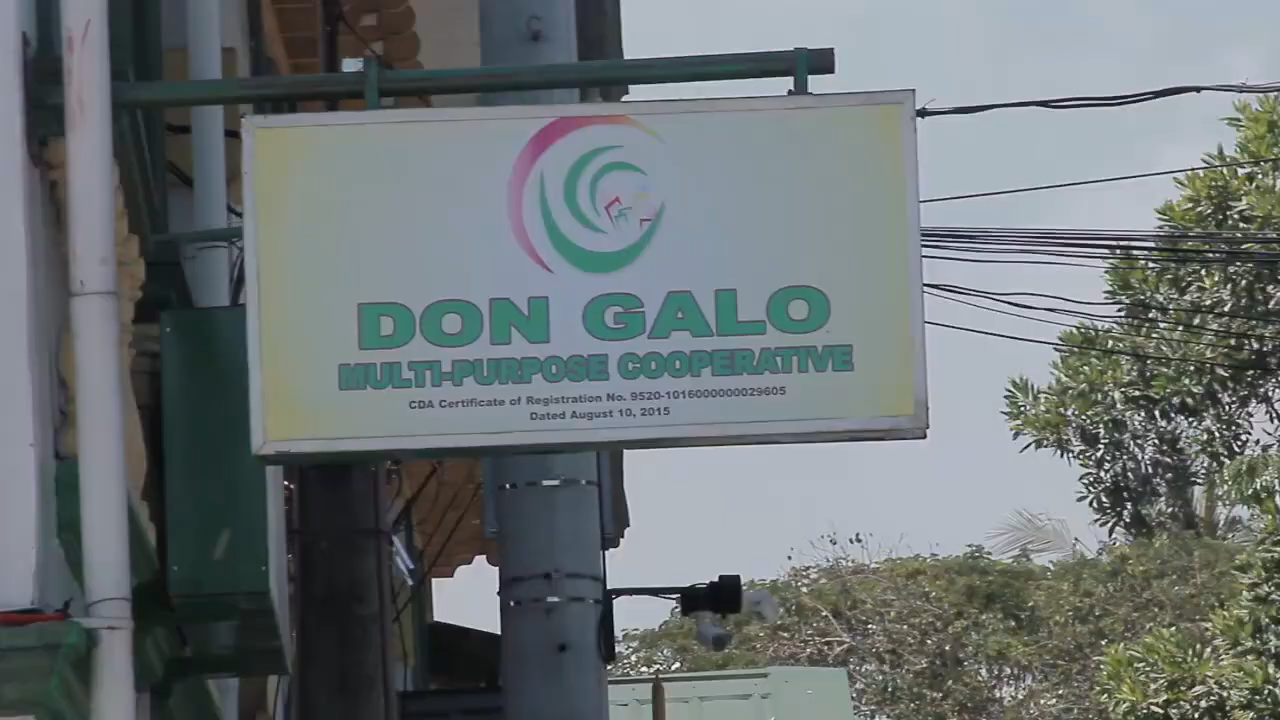 DON GALO
MULTI-PURPOSE COOPERATIVE
CDA Certificate of Registration No. 9520-1016000000029605
Dated August 10, 2015